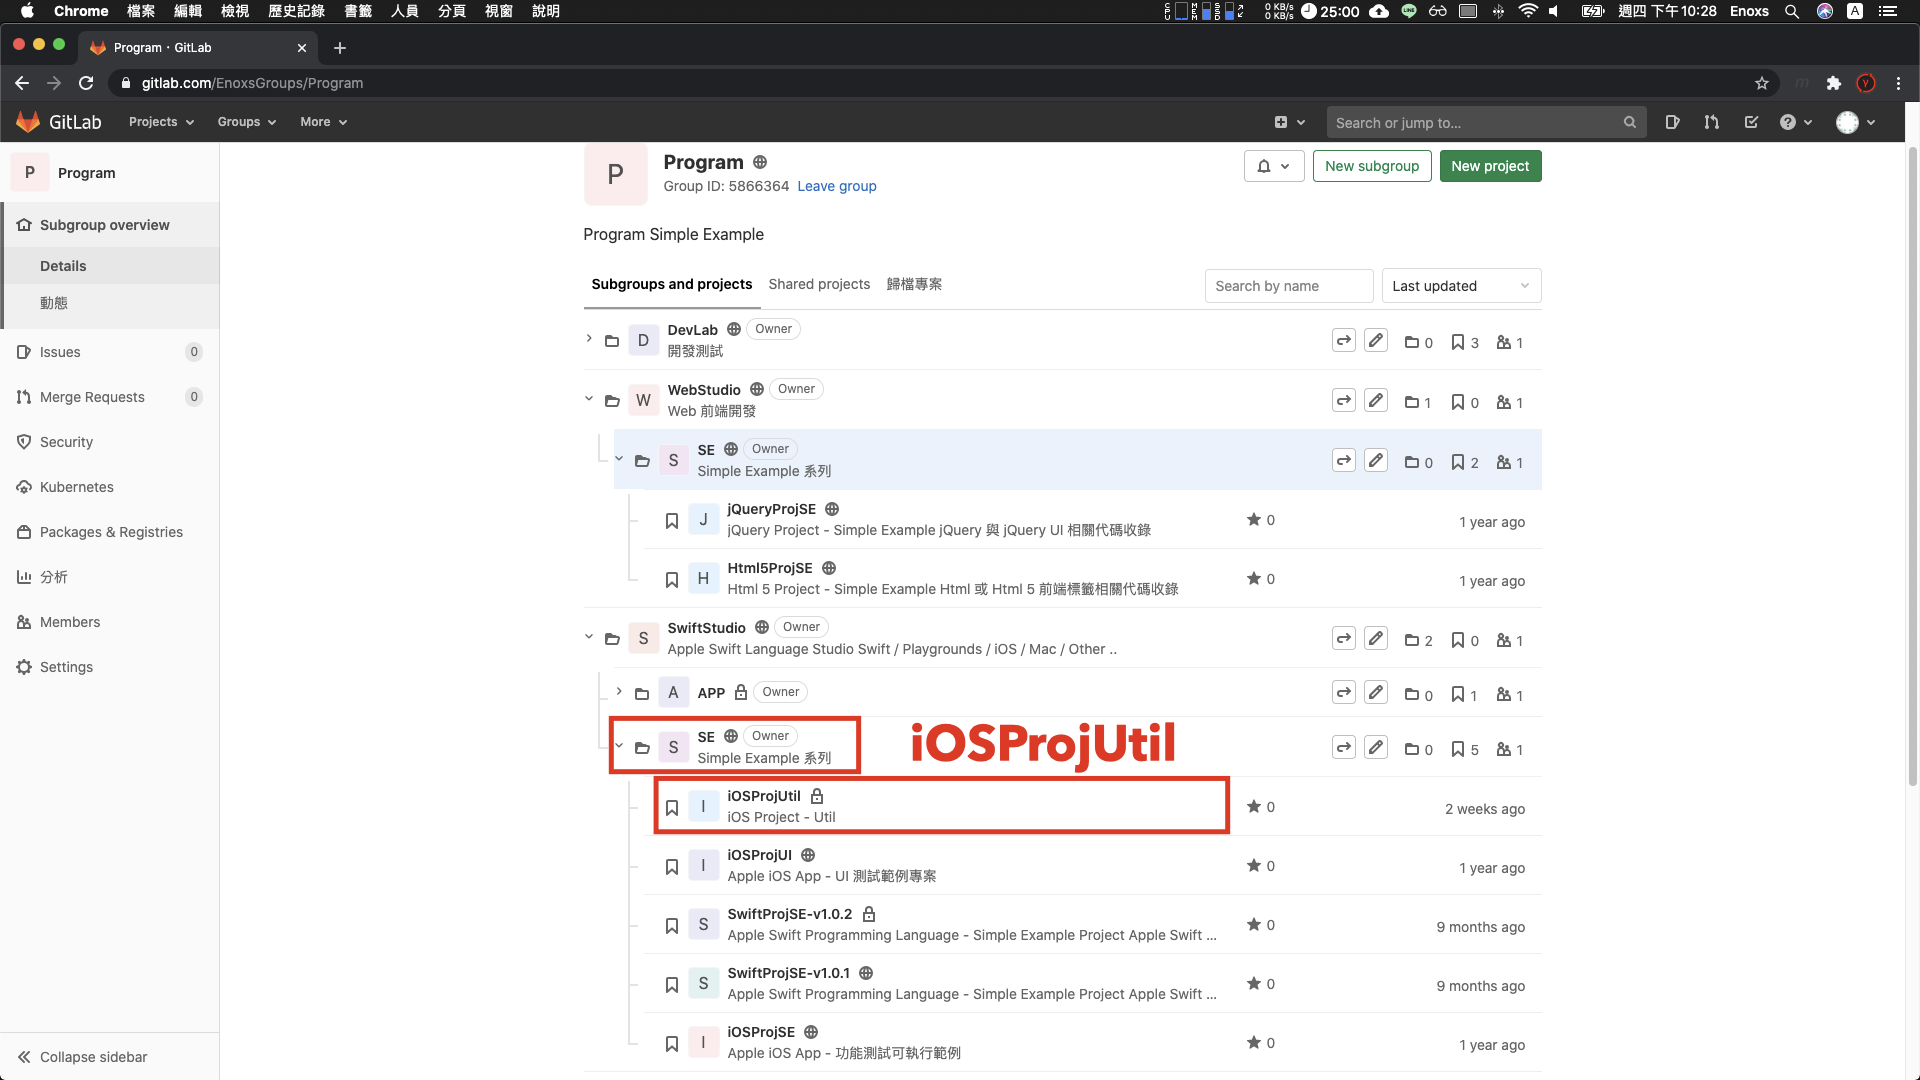 Chrome 檔案 編輯 檢視 歷史記錄 書籤 人員 分頁 視窗 說明 0 KB/s 0 KB/s 25:00 週四 下午10:28 Enoxs A
Program · GitLab
gitlab.com/EnoxsGroups/Program
GitLab Projects Groups More Search or jump to...
P Program
Subgroup overview
Details
動態
Issues 0
Merge Requests 0
Security
Kubernetes
Packages & Registries
分析
Members
Settings
Collapse sidebar
P
Program
Group ID: 5866364 Leave group
New subgroup New project
Program Simple Example
Subgroups and projects Shared projects 歸檔專案 Search by name Last updated
D DevLab Owner 0 3 1
開發測試
W WebStudio Owner 1 0 1
Web 前端開發
S SE Owner 0 2 1
Simple Example 系列
J jQueryProjSE 0 1 year ago
jQuery Project - Simple Example jQuery 與 jQuery UI 相關代碼收錄
H Html5ProjSE 0 1 year ago
Html 5 Project - Simple Example Html 或 Html 5 前端標籤相關代碼收錄
S SwiftStudio Owner 2 0 1
Apple Swift Language Studio Swift / Playgrounds / iOS / Mac / Other ..
A APP Owner 0 1 1
S SE Owner 0 5 1
Simple Example 系列
iOSProjUtil
I iOSProjUtil 0 2 weeks ago
iOS Project - Util
I iOSProjUI 0 1 year ago
Apple iOS App - UI 測試範例專案
S SwiftProjSE-v1.0.2 0 9 months ago
Apple Swift Programming Language - Simple Example Project Apple Swift ...
S SwiftProjSE-v1.0.1 0 9 months ago
Apple Swift Programming Language - Simple Example Project Apple Swift ...
I iOSProjSE 0 1 year ago
Apple iOS App - 功能測試可執行範例